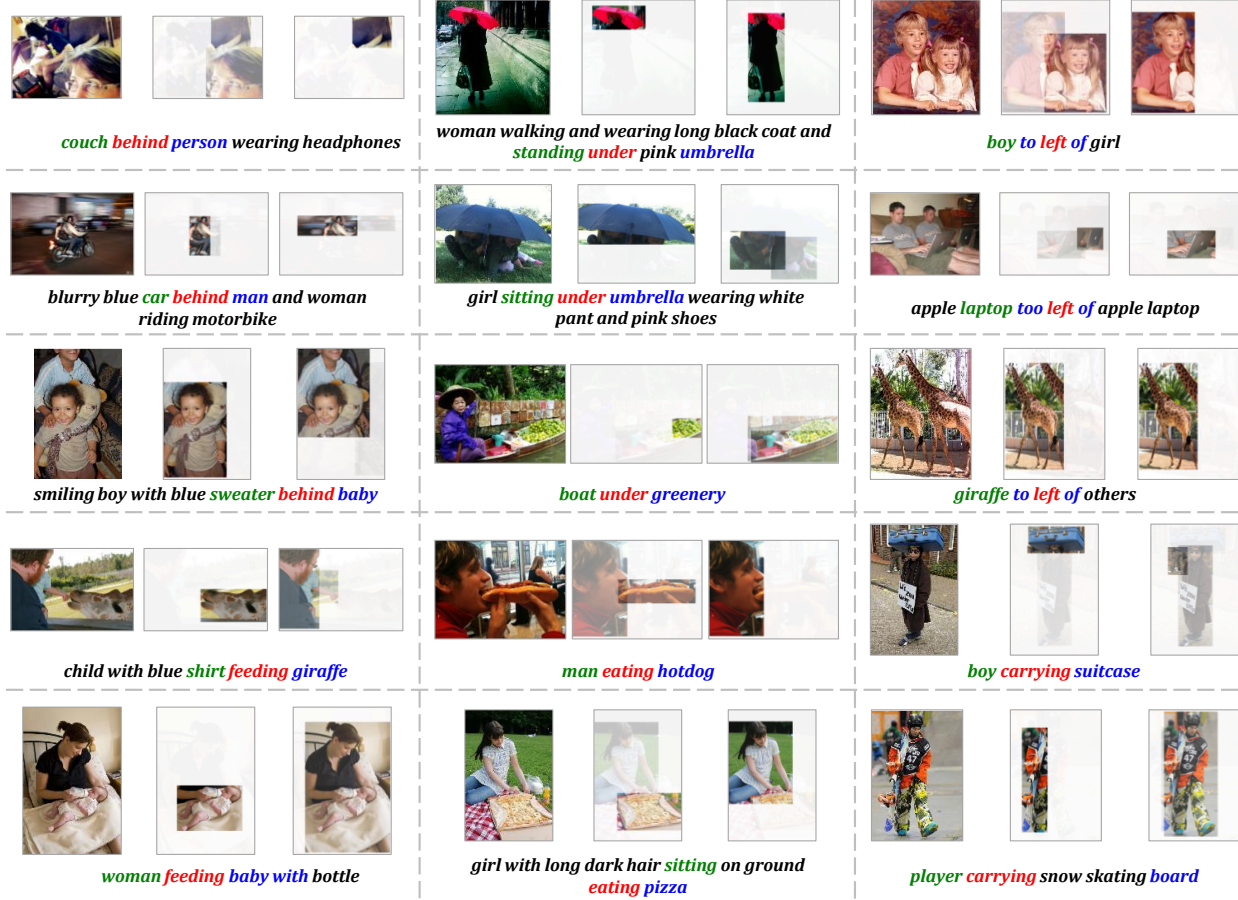 couch behind person wearing headphones
woman walking and wearing long black coat and
standing under pink umbrella
boy to left of girl
blurry blue car behind man and woman
riding motorbike
girl sitting under umbrella wearing white
pant and pink shoes
apple laptop too left of apple laptop
smiling boy with blue sweater behind baby
boat under greenery
giraffe to left of others
child with blue shirt feeding giraffe
man eating hotdog
boy carrying suitcase
woman feeding baby with bottle
girl with long dark hair sitting on ground
eating pizza
47
player carrying snow skating board